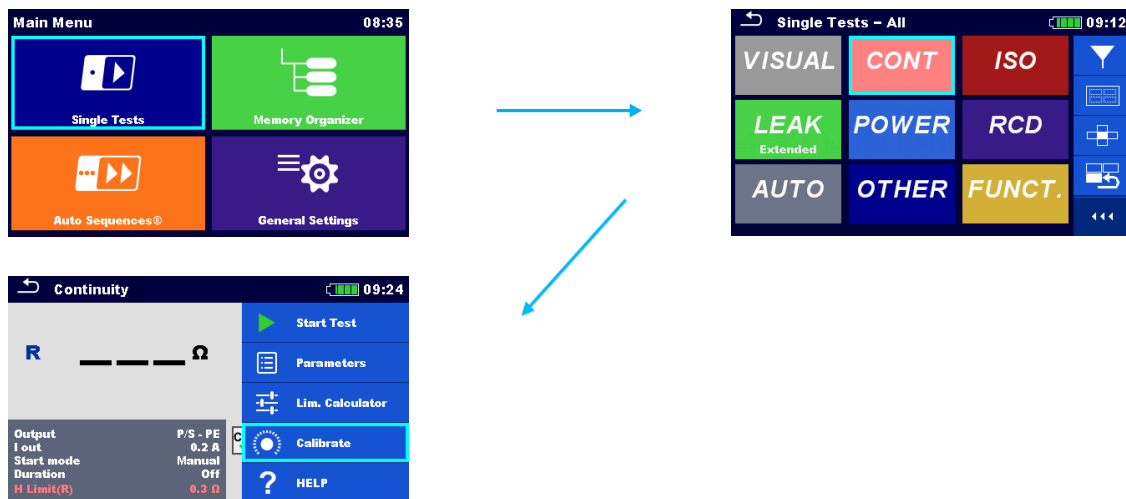 Main Menu 08:35
Single Tests
Memory Organizer
Auto Sequences®
General Settings
Single Tests – All 09:12
VISUAL CONT ISO
LEAK POWER RCD
Extended
AUTO OTHER FUNCT.
Continuity 09:24
R ___ Ω
Output P/S - PE
I out 0.2 A
Start mode Manual
Duration Off
H Limit(R) 0.3 Ω
C
Start Test
Parameters
Lim. Calculator
Calibrate
? HELP